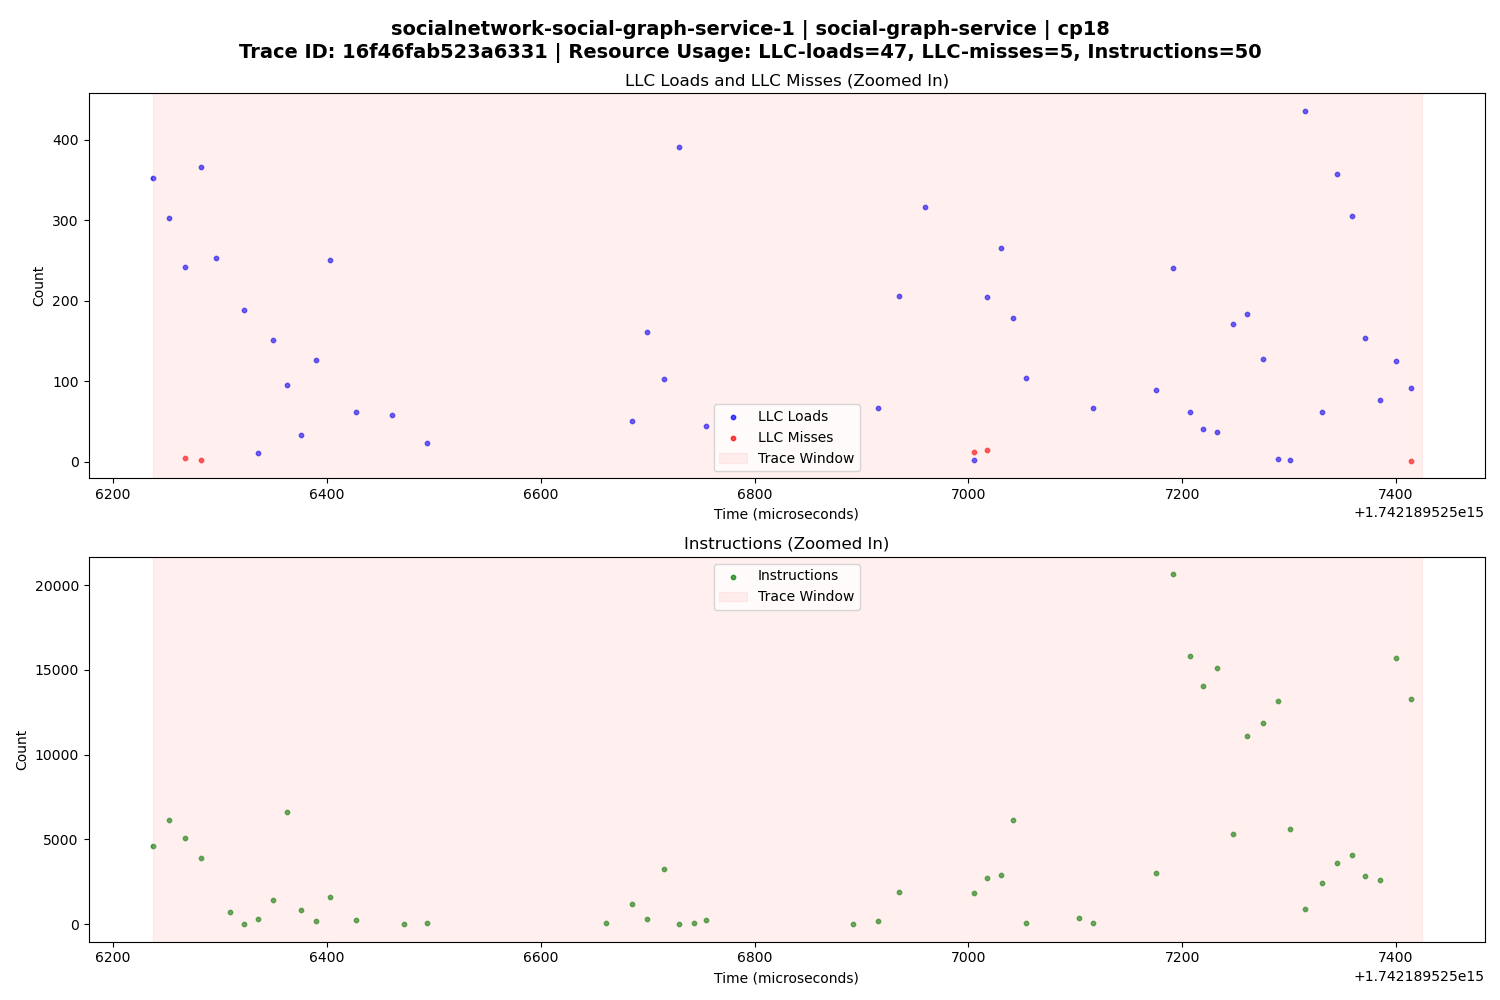 socialnetwork-social-graph-service-1 | social-graph-service | cp18
Trace ID: 16f46fab523a6331 | Resource Usage: LLC-loads=47, LLC-misses=5, Instructions=50
LLC Loads and LLC Misses (Zoomed In)
400
300
200
100
0
Count
LLC Loads
LLC Misses
Trace Window
6200 6400 6600 6800 7000 7200 7400
Time (microseconds)
+1.742189525e15
Instructions (Zoomed In)
Instructions
Trace Window
20000
15000
10000
5000
0
Count
6200 6400 6600 6800 7000 7200 7400
Time (microseconds)
+1.742189525e15